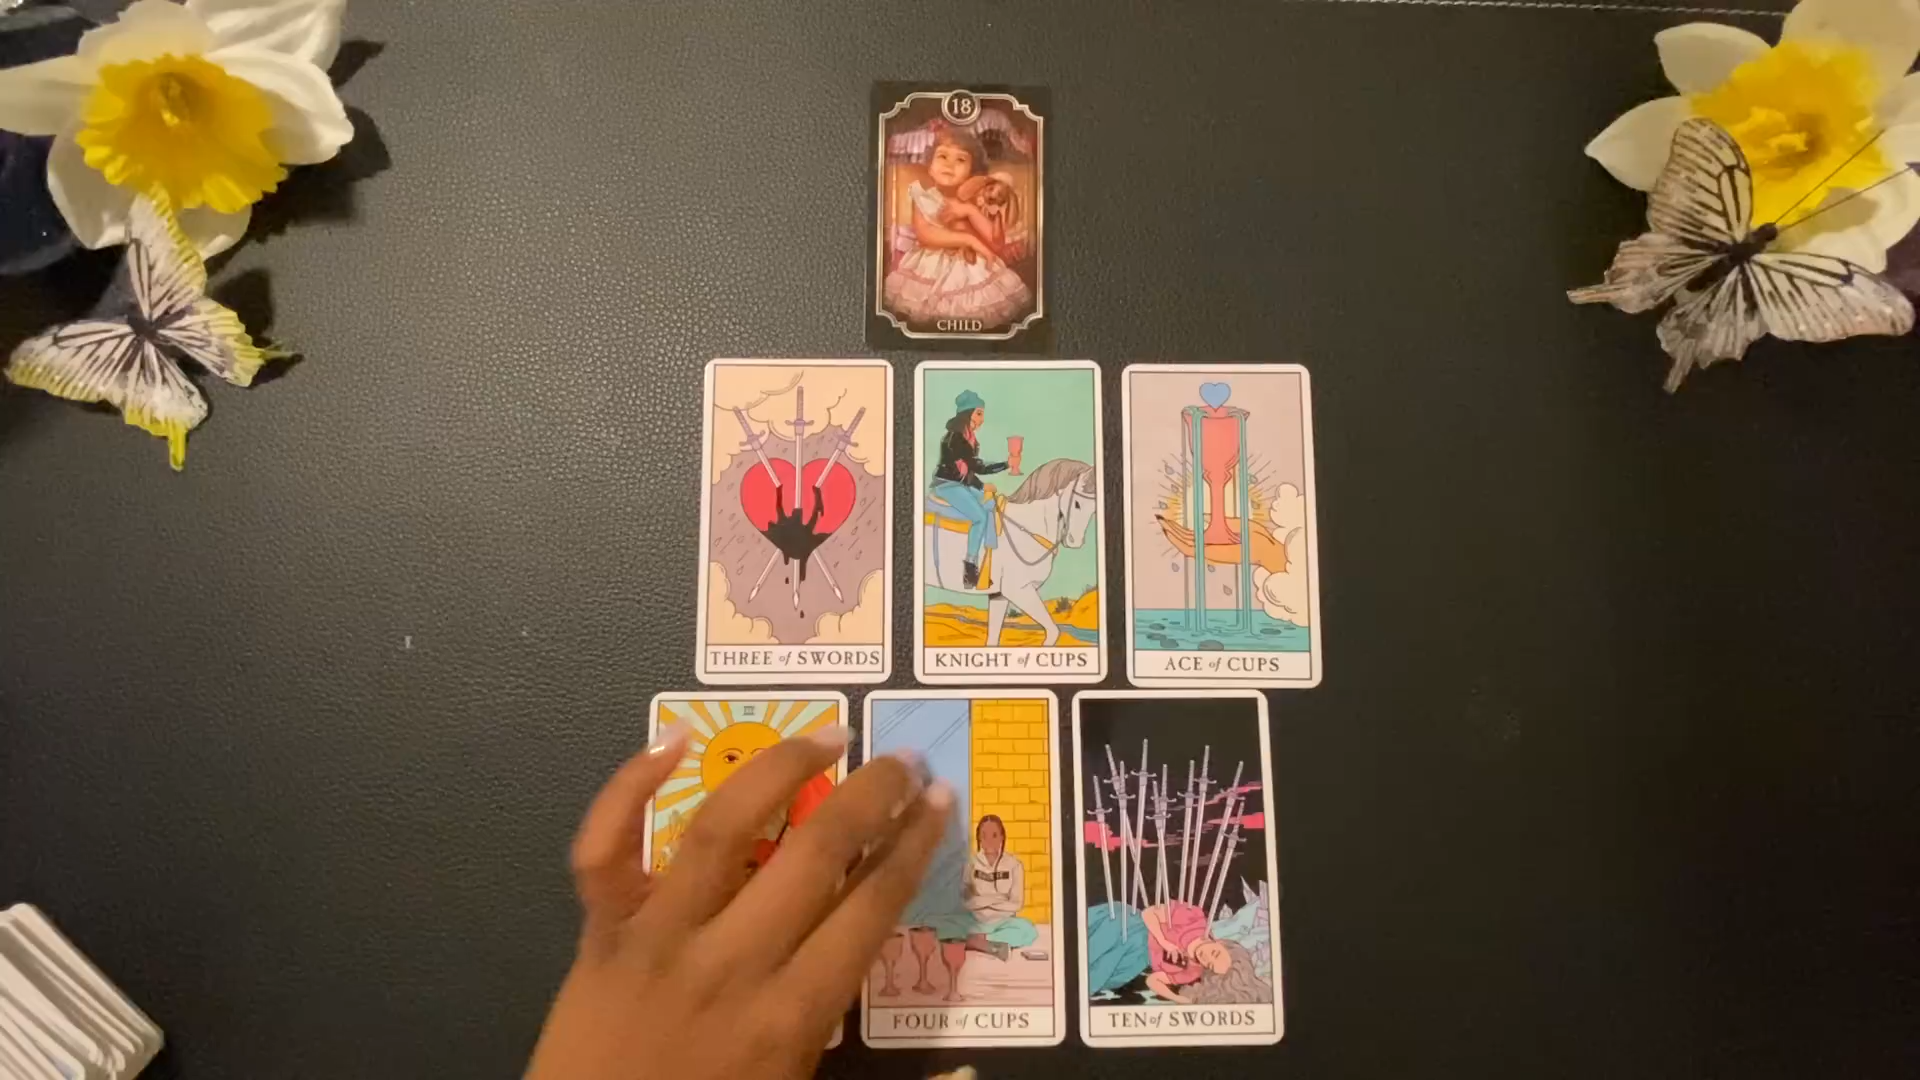 18
CHILD
THREE of SWORDS
KNIGHT of CUPS
ACE of CUPS
FOUR of CUPS
TEN of SWORDS